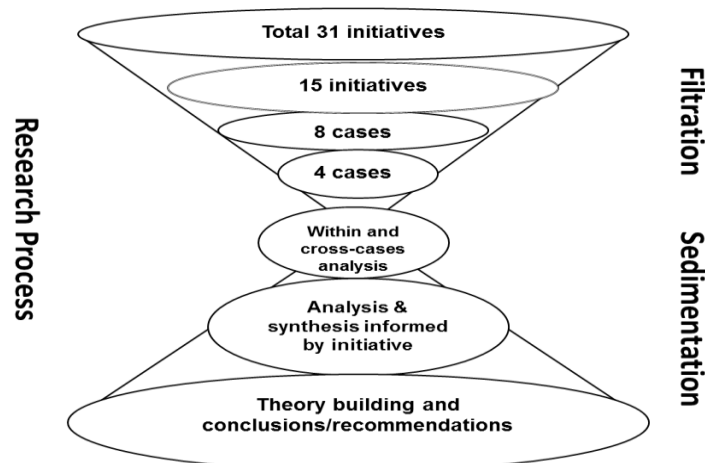 Total 31 initiatives
15 initiatives
8 cases
4 cases
Within and
cross-cases
analysis
Analysis &
synthesis informed
by initiative
Theory building and
conclusions/recommendations
Research Process
Filtration
Sedimentation